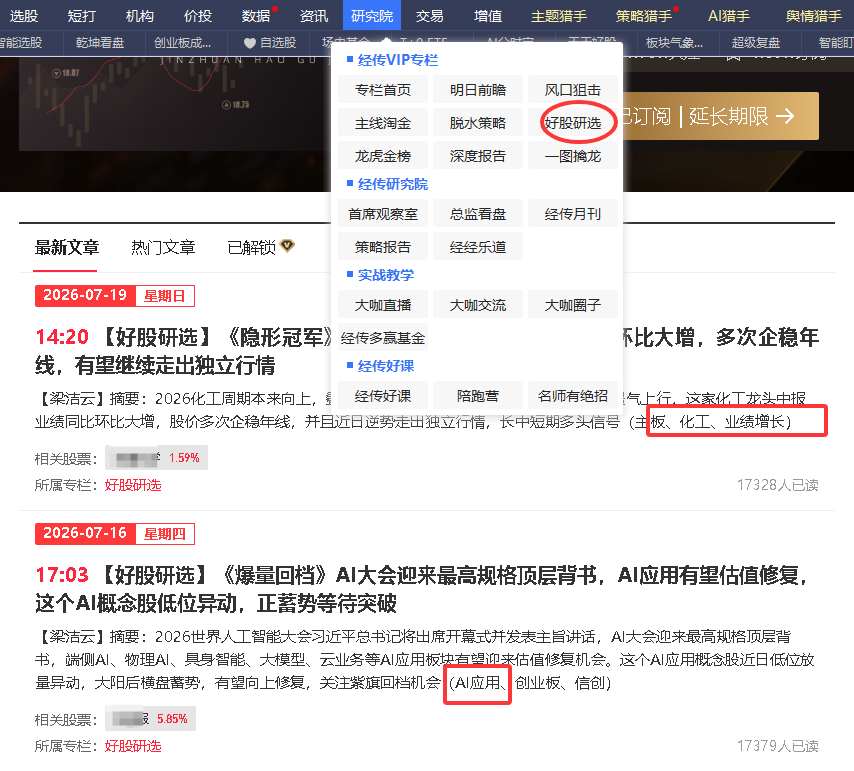 选股 短打 机构 价投 数据 资讯 研究院 交易 增值 主题猎手 策略猎手 AI猎手 舆情猎手
智能选股 乾坤看盘 创业板成... 自选股 板块气象... 超级复盘 智能盯
JINZHUAN HAO GU
18.87
18.75
已订阅 | 延长期限 →
经传VIP专栏
专栏首页 明日前瞻 风口狙击
主线淘金 脱水策略 好股研选
龙虎金榜 深度报告 一图擒龙
经传研究院
首席观察室 总监看盘 经传月刊
策略报告 经经乐道
实战教学
大咖直播 大咖交流 大咖圈子
经传多赢基金
经传好课
经传好课 陪跑营 名师有绝招
最新文章 热门文章 已解锁
2026-07-19 星期日
14:20 【好股研选】《隐形冠军》 环比大增，多次企稳年
线，有望继续走出独立行情
【梁洁云】摘要：2026化工周期本来向上， 气上行，这家化工龙头中报
业绩同比环比大增，股价多次企稳年线，并且近日逆势走出独立行情，长中短期多头信号（主板、化工、业绩增长）
相关股票： 1.59%
所属专栏：好股研选
17328人已读
2026-07-16 星期四
17:03 【好股研选】《爆量回档》AI大会迎来最高规格顶层背书，AI应用有望估值修复，
这个AI概念股低位异动，正蓄势等待突破
【梁洁云】摘要：2026世界人工智能大会习近平总书记将出席开幕式并发表主旨讲话，AI大会迎来最高规格顶层背
书，端侧AI、物理AI、具身智能、大模型、云业务等AI应用板块有望迎来估值修复机会。这个AI应用概念股近日低位放
量异动，大阳后横盘蓄势，有望向上修复，关注紫旗回档机会（AI应用、创业板、信创）
相关股票： 5.85%
所属专栏：好股研选
17379人已读